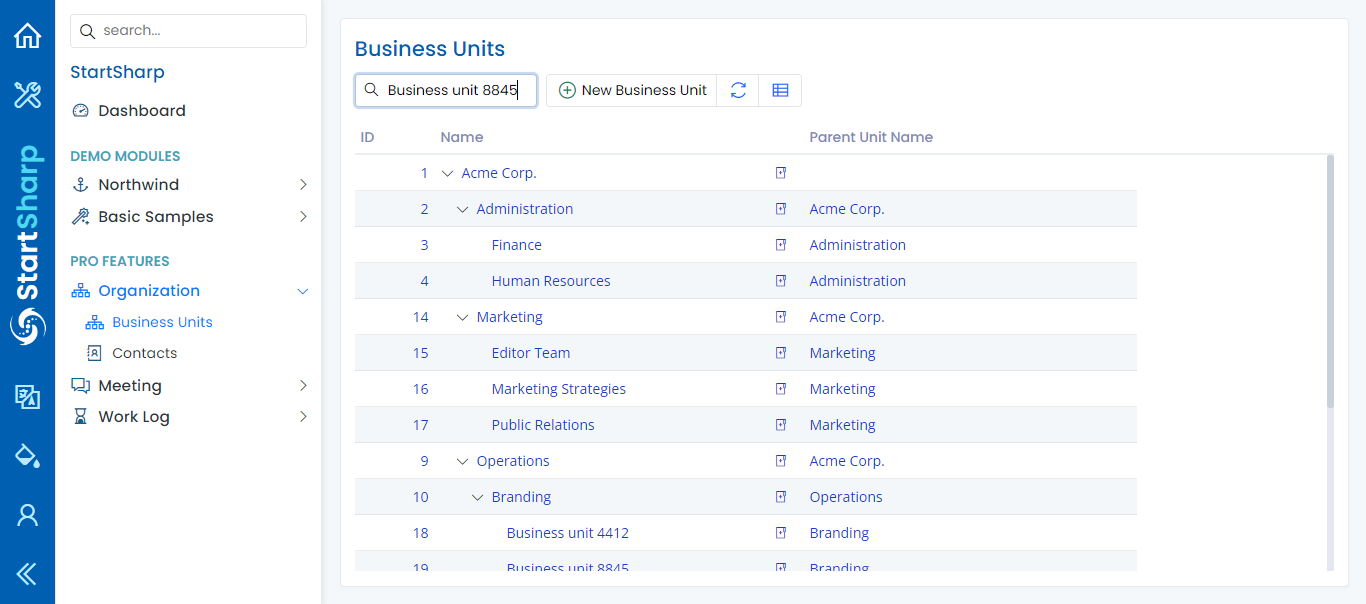 search...
StartSharp
Dashboard
DEMO MODULES
Northwind
Basic Samples
PRO FEATURES
Organization
Business Units
Contacts
Meeting
Work Log
StartSharp
Business Units
Business unit 8845
New Business Unit
ID Name Parent Unit Name
1 Acme Corp.
2 Administration Acme Corp.
3 Finance Administration
4 Human Resources Administration
14 Marketing Acme Corp.
15 Editor Team Marketing
16 Marketing Strategies Marketing
17 Public Relations Marketing
9 Operations Acme Corp.
10 Branding Operations
18 Business unit 4412 Branding
19 Business unit 8845 Branding